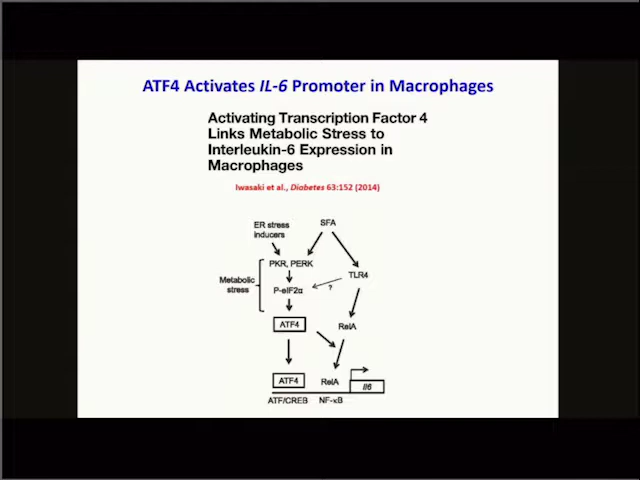 ATF4 Activates IL-6 Promoter in Macrophages
Activating Transcription Factor 4
Links Metabolic Stress to
Interleukin-6 Expression in
Macrophages
Iwasaki et al., Diabetes 63:152 (2014)
ER stress
inducers
SFA
PKR, PERK
Metabolic
stress
TLR4
?
P-eIF2α
ATF4
RelA
ATF4
RelA
Il6
ATF/CREB
NF-κB